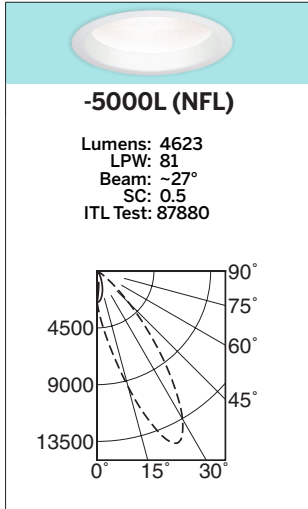 -5000L (NFL)
Lumens: 4623
LPW: 81
Beam: ~27°
SC: 0.5
ITL Test: 87880
90°
75°
4500
60°
9000
45°
13500
0° 15° 30°